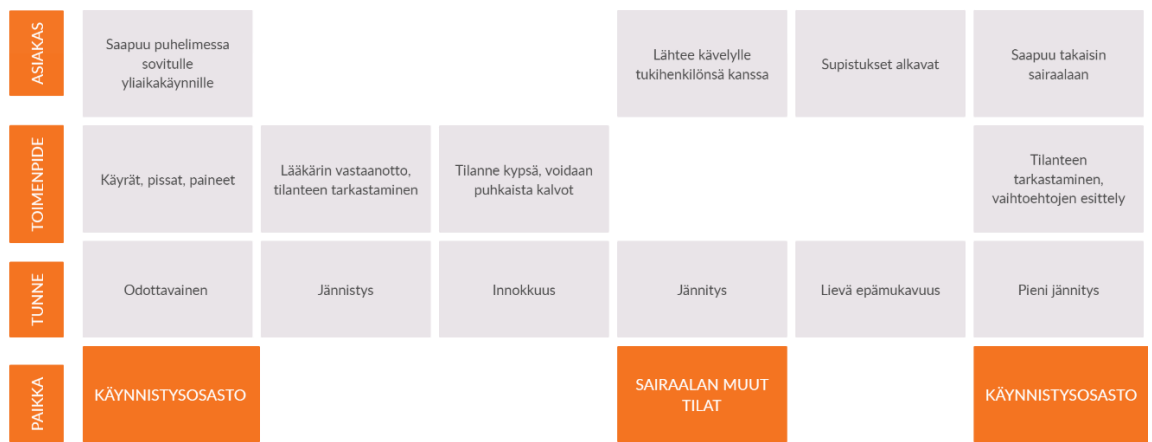 ASIAKAS
Saapuu puhelimessa
sovitulle
yliaikakäynnille
Lähtee kävelylle
tukihenkilönsä kanssa
Supistukset alkavat
Saapuu takaisin
sairaalaan
TOIMENPIDE
Käyrät, pissat, paineet
Lääkärin vastaanotto,
tilanteen tarkastaminen
Tilanne kypsä, voidaan
puhkaista kalvot
Tilanteen
tarkastaminen,
vaihtoehtojen esittely
TUNNE
Odottavainen
Jännistys
Innokkuus
Jännitys
Lievä epämukavuus
Pieni jännitys
PAIKKA
KÄYNNISTYSOSASTO
SAIRAALAN MUUT
TILAT
KÄYNNISTYSOSASTO